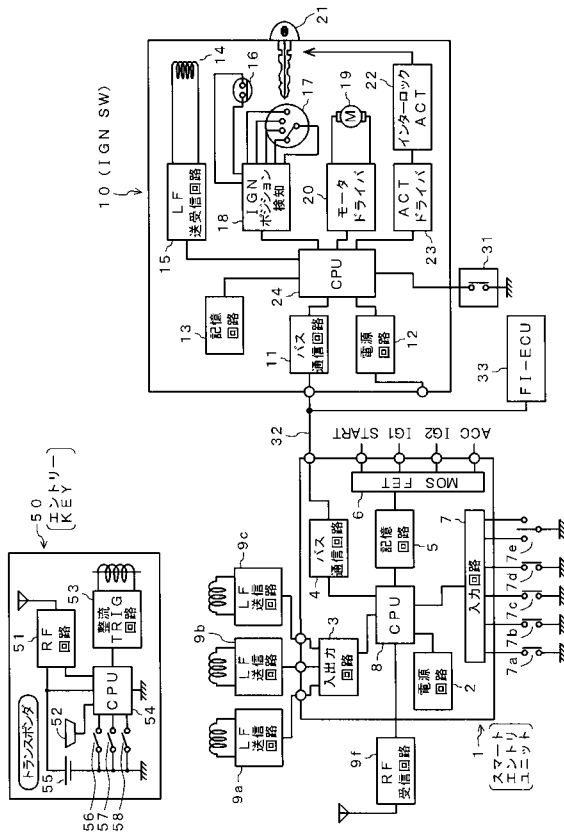 50
エントリー
KEY
トランスポンダ
51
RF
回路
52
53
整流
TRIG
回路
CPU
54
55
56
57
58
10 (IGN SW)
14
LF
送受信回路
15
16
17
IGN
ポジション
検知
18
19
M
モータ
ドライバ
20
21
22
インターロック
ACT
ACT
ドライバ
23
記憶
回路
13
CPU
24
バス
通信回路
11
電源
回路
12
31
32
FI-ECU
33
9a
LF
送信
回路
9b
LF
送信
回路
9c
LF
送信
回路
9f
RF
受信回路
入出力
回路
3
バス
通信回路
4
CPU
8
記憶
回路
5
電源
回路
2
MOS FET
6
ACC IG2 IG1 START
入力回路
7
7a
7b
7c
7d
7e
1
スマート
エントリ
ユニット